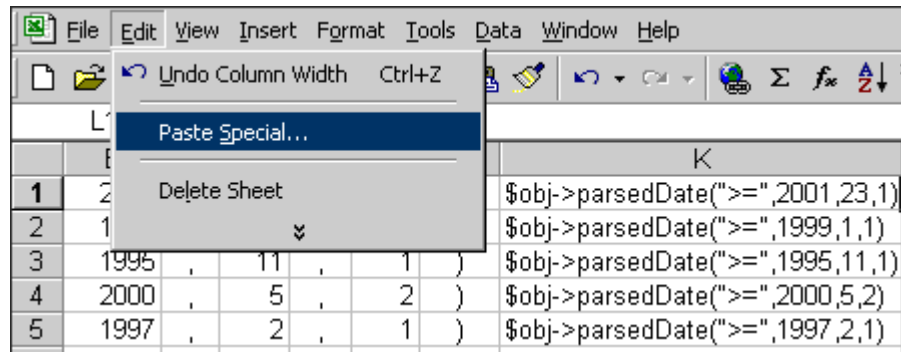 File Edit View Insert Format Tools Data Window Help
Undo Column Width Ctrl+Z
Paste Special...
Delete Sheet
K
1 $obj->parsedDate(">=",2001,23,1)
2 $obj->parsedDate(">=",1999,1,1)
3 1995 , 11 , 1 ) $obj->parsedDate(">=",1995,11,1)
4 2000 , 5 , 2 ) $obj->parsedDate(">=",2000,5,2)
5 1997 , 2 , 1 ) $obj->parsedDate(">=",1997,2,1)